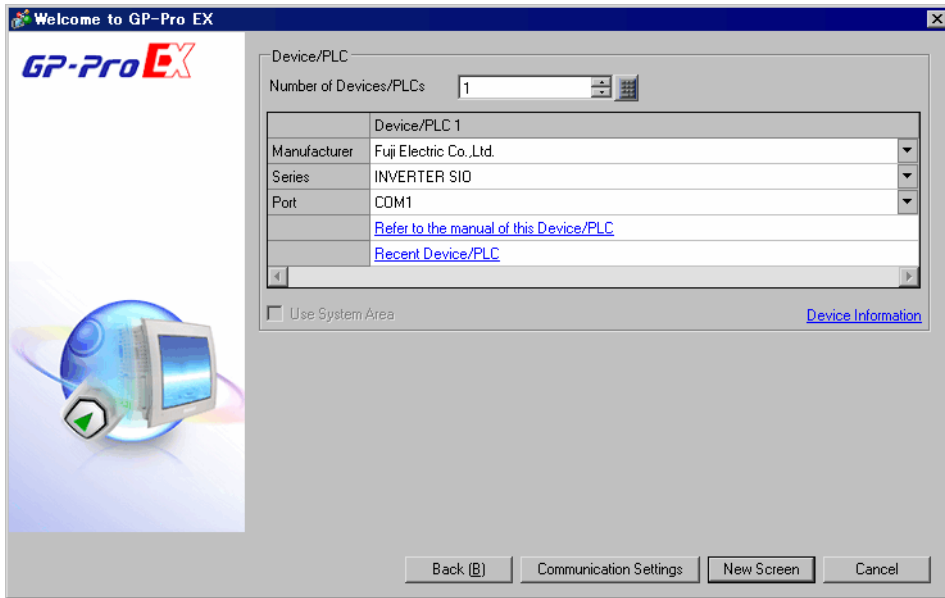 Welcome to GP-Pro EX
GP-Pro EX
Device/PLC
Number of Devices/PLCs 1
Device/PLC 1
Manufacturer Fuji Electric Co.,Ltd.
Series INVERTER SIO
Port COM1
Refer to the manual of this Device/PLC
Recent Device/PLC
Use System Area Device Information
Back (B) Communication Settings New Screen Cancel